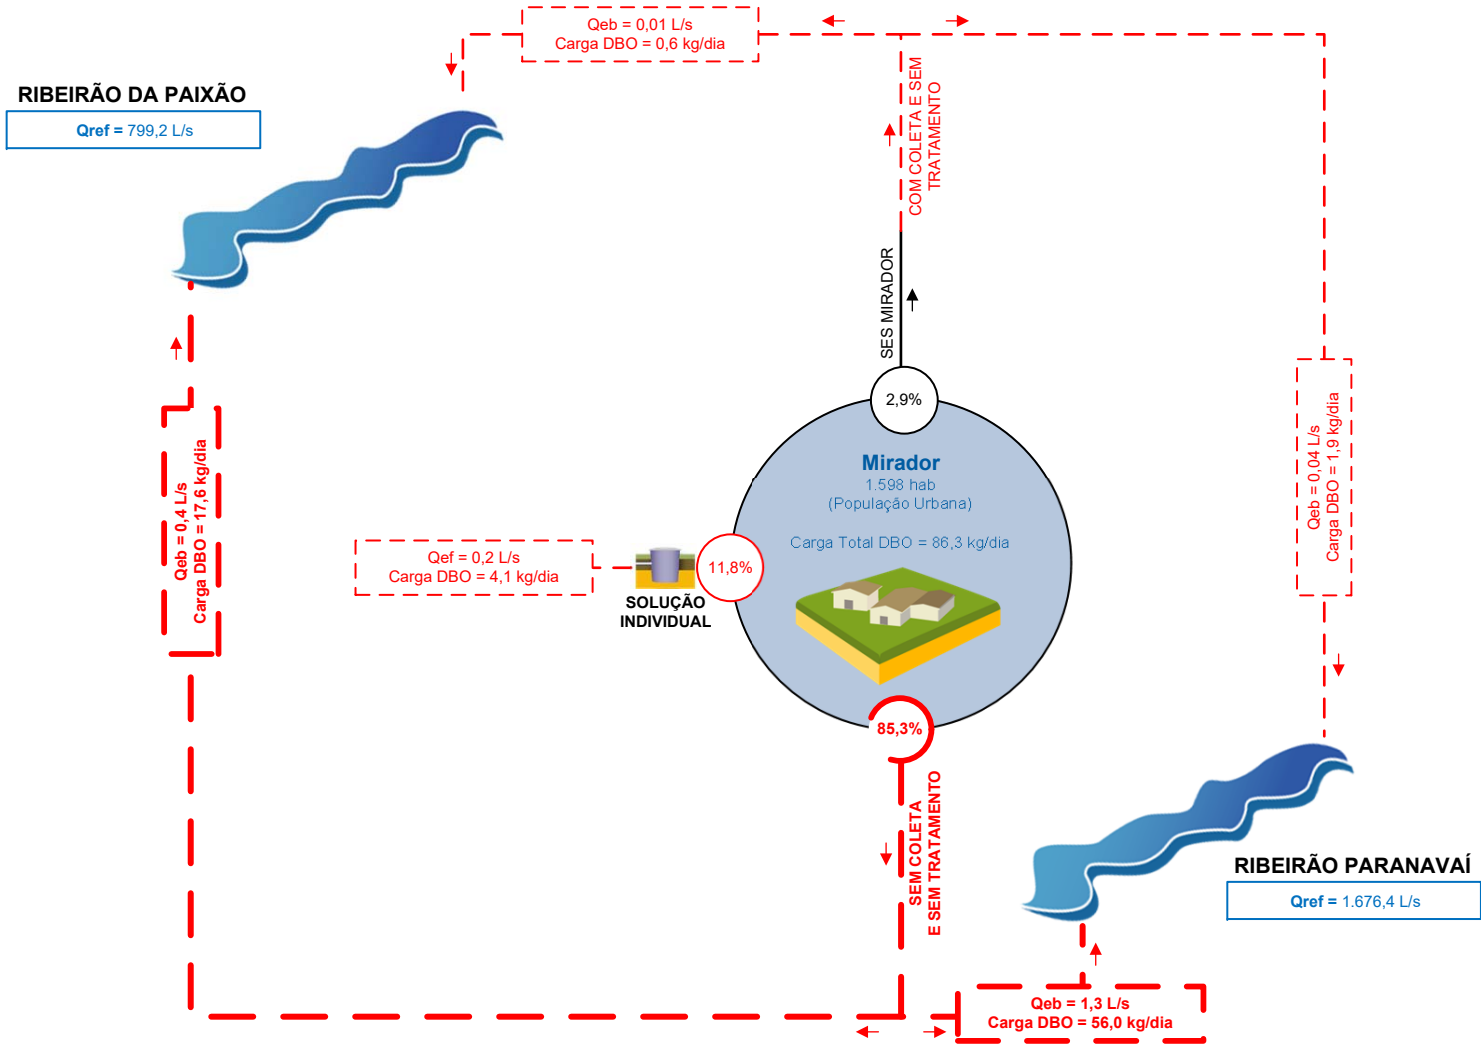 Qeb = 0,01 L/s
Carga DBO = 0,6 kg/dia
RIBEIRÃO DA PAIXÃO
Qref = 799,2 L/s
COM COLETA E SEM
TRATAMENTO
SES MIRADOR
2,9%
Mirador
1.598 hab
(População Urbana)
Carga Total DBO = 86,3 kg/dia
Qeb = 0,04 L/s
Carga DBO = 1,9 kg/dia
Qeb = 0,4 L/s
Carga DBO = 17,6 kg/dia
Qef = 0,2 L/s
Carga DBO = 4,1 kg/dia
11,8%
SOLUÇÃO
INDIVIDUAL
85,3%
SEM COLETA
E SEM TRATAMENTO
RIBEIRÃO PARANAVAÍ
Qref = 1.676,4 L/s
Qeb = 1,3 L/s
Carga DBO = 56,0 kg/dia